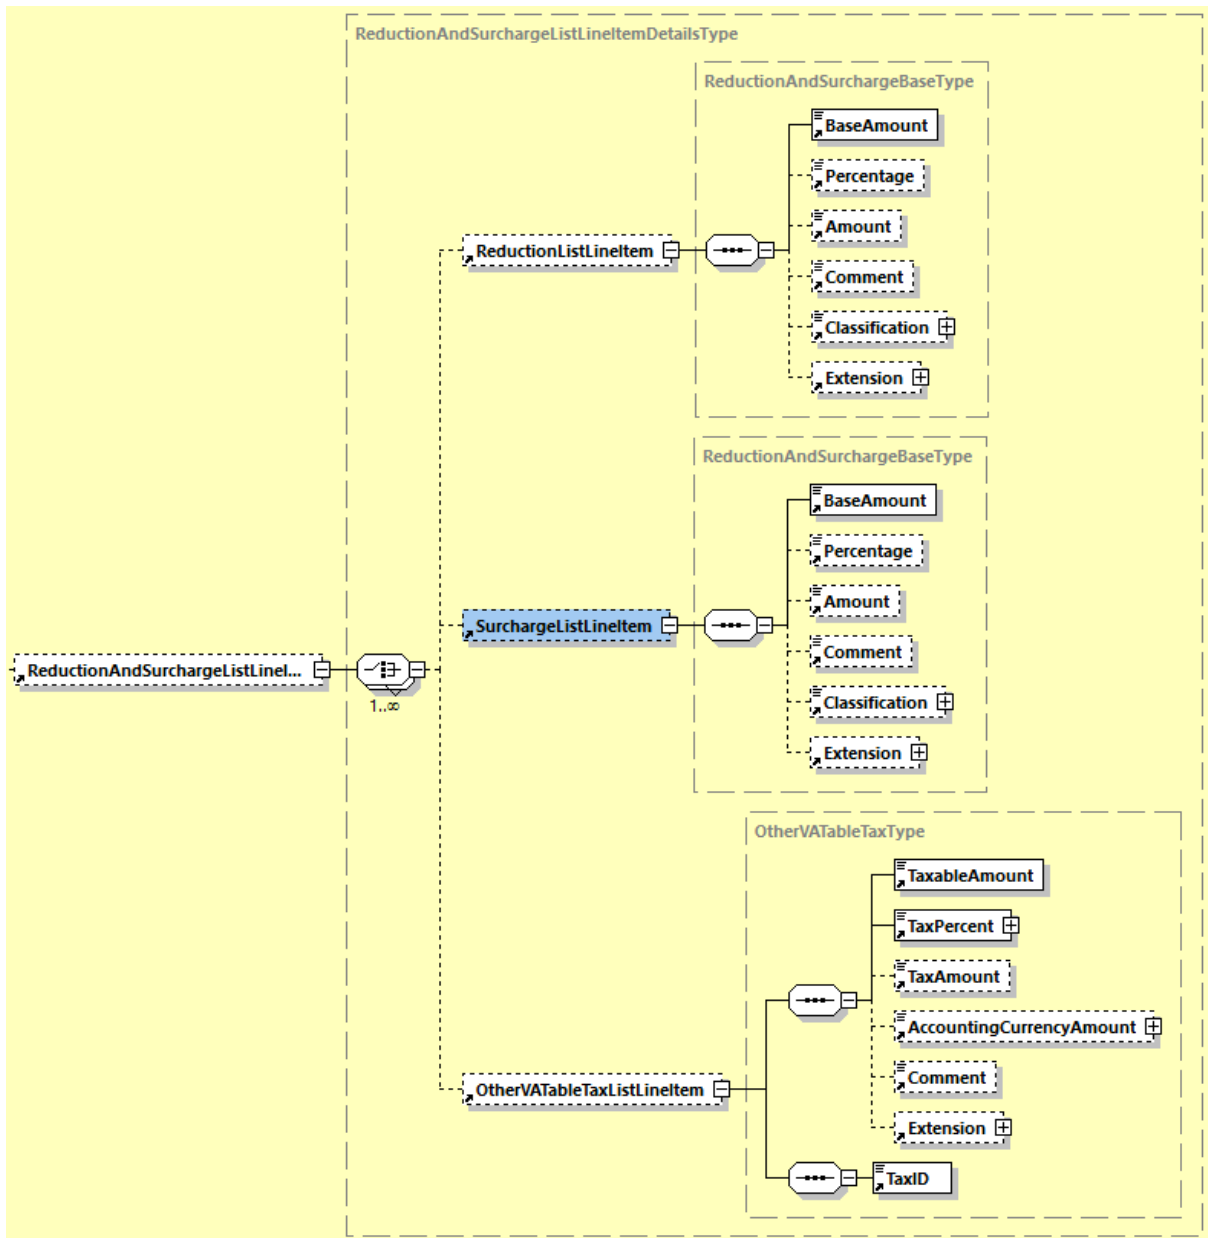 ReductionAndSurchargeListLineItemDetailsType
ReductionAndSurchargeBaseType
BaseAmount
Percentage
Amount
ReductionListLineItem
Comment
Classification
Extension
ReductionAndSurchargeBaseType
BaseAmount
Percentage
Amount
SurchargeListLineItem
Comment
ReductionAndSurchargeListLineI...
1..∞
Classification
Extension
OtherVATableTaxType
TaxableAmount
TaxPercent
TaxAmount
AccountingCurrencyAmount
Comment
OtherVATableTaxListLineItem
Extension
TaxID